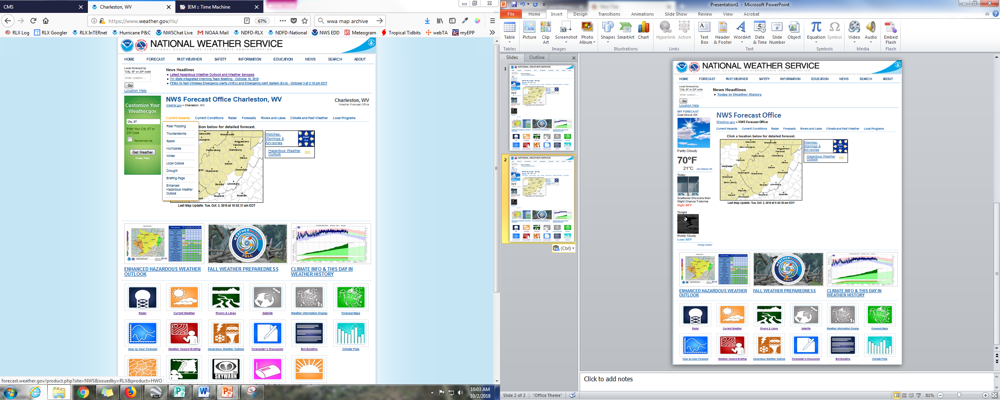 CMS
Charleston, WV
IEM :: Time Machine
https://www.weather.gov/rlx/
67%
wwa map archive
RLX Log
RLX Googler
RLX InTERnet
Hurricane P&C
NWSChat Live
NOAA Mail
NDFD-RLX
NDFD-National
NWS EDD
Meteogram
Tropical Tidbits
webTA
myEPP
NATIONAL WEATHER SERVICE
NATIONAL OCEANIC AND ATMOSPHERIC ADMINISTRATION
HOME FORECAST PAST WEATHER SAFETY INFORMATION EDUCATION NEWS SEARCH ABOUT
Local forecast by
"City, St" or ZIP code
Enter location ...
Go
Location Help
News Headlines
Latest Hazardous Weather Outlook and Weather Synopsis
Tri-State Integrated Warning Team Meeting - October 16, 2018
FEMA to test Wireless Emergency Alerts (WEA) and Emergency Alert System (EAS) - October 3 at 2:18 pm EDT
Customize Your
Weather.gov
City, ST
Enter Your City, ST or
ZIP Code
Remember Me
Get Weather
Privacy Policy
NWS Forecast Office Charleston, WV
Weather.gov > Charleston, WV
Charleston, WV
Weather Forecast Office
Current Hazards Current Conditions Radar Forecasts Rivers and Lakes Climate and Past Weather Local Programs
River Flooding
Thunderstorms
Space
Hurricanes
Winter
Local Outlook
Drought
Briefing Page
Enhanced
Hazardous Weather
Outlook
tion below for detailed forecast.
Zanesville
Moundsville
Morgantown
Fairmont
Parkersburg
Clarksburg
Elkins
Sutton
Charleston
Snowshoe
Beckley
Lewisburg
Bluefield
Roanoke
Watches,
Warnings &
Advisories
Zoom
Out
Hazardous Weather
Outlook
Last Map Update: Tue, Oct. 2, 2018 at 10:02:31 am EDT
WEATHER SAFETY
FALL
ENHANCED HAZARDOUS WEATHER
OUTLOOK
FALL WEATHER PREPAREDNESS
CLIMATE INFO & THIS DAY IN
WEATHER HISTORY
Radar
Current Weather
Rivers & Lakes
Satellite
Weather Information Display
Forecast Maps
Hour by Hour Forecast
Weather Hazard Briefing
Hazardous Weather Outlook
Forecaster's Discussion
Text Bulletins
Climate Plots
SKYWARN
forecast.weather.gov/product.php?site=NWS&issuedby=RLX&product=HWO
10:03 AM
10/2/2018
Presentation1 - Microsoft PowerPoint
File Home Insert Design Transitions Animations Slide Show Review View Acrobat
Table
Picture
Clip
Art
Screenshot
Photo
Album
Shapes
SmartArt
Chart
Hyperlink
Action
Text
Box
Header
& Footer
WordArt
Date
& Time
Slide
Number
Object
Equation
Symbol
Video
Audio
Embed
Flash
Tables Images Illustrations Links Text Symbols Media Flash
Slides Outline
1
2
(Ctrl)
NATIONAL WEATHER SERVICE
NATIONAL OCEANIC AND ATMOSPHERIC ADMINISTRATION
HOME FORECAST PAST WEATHER SAFETY INFORMATION EDUCATION NEWS SEARCH ABOUT
Local forecast by
"City, St" or ZIP code
Enter location ...
Go
Location Help
News Headlines
Today in Weather History
MY FORECAST
Coal Grove OH
Partly Cloudy
70°F
21°C
Get Detailed info
Today
30% 20%
Scattered Showers then
Slight Chance T-storms
High: 80°F
Tonight
Mostly Cloudy
Low: 65°F
change location
NWS Forecast Office
Weather.gov > NWS Forecast Office
Current Hazards Current Conditions Radar Forecasts Rivers and Lakes Climate and Past Weather Local Programs
Click a location below for detailed forecast.
Zanesville
Moundsville
New Lexington
Morgantown
Fairmont
Parkersburg
Clarksburg
Jackson
Elkins
Maysville
Sutton
Huntington
Charleston
Snowshoe
Morehead
West Liberty
Beckley
Lewisburg
Pikeville
Hazard
Bluefield
Roanoke
Clintwood
Watches,
Warnings &
Advisories
Zoom
Out
Hazardous Weather
Outlook
Last Map Update: Tue, Oct. 2, 2018 at 9:49:30 am EDT
WEATHER SAFETY
FALL
ENHANCED HAZARDOUS WEATHER
OUTLOOK
FALL WEATHER PREPAREDNESS
CLIMATE INFO & THIS DAY IN
WEATHER HISTORY
Radar
Current Weather
Rivers & Lakes
Satellite
Weather Information Display
Forecast Maps
Hour by Hour Forecast
Weather Hazard Briefing
Hazardous Weather Outlook
Forecaster's Discussion
Text Bulletins
Climate Plots
Click to add notes
Slide 2 of 2
"Office Theme"
81%